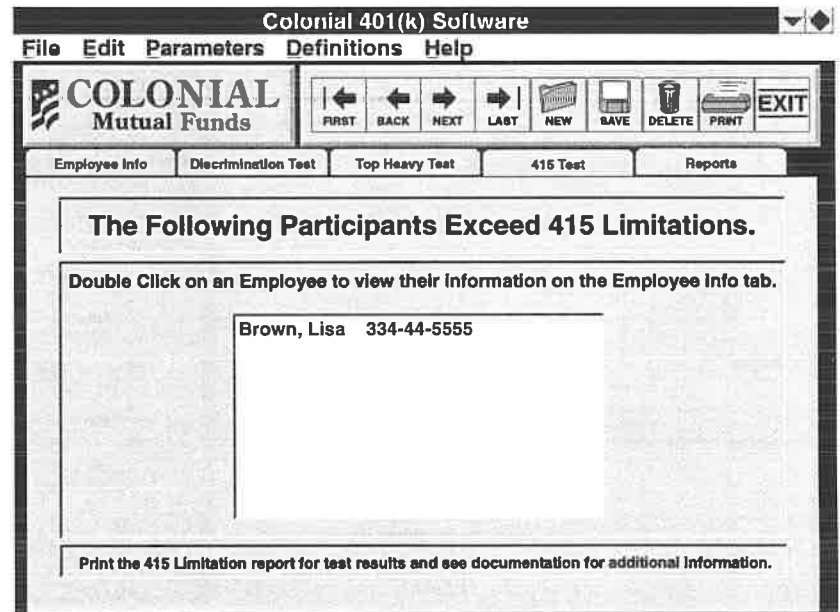 Colonial 401(k) Software
File Edit Parameters Definitions Help
COLONIAL
Mutual Funds
FIRST BACK NEXT LAST NEW SAVE DELETE PRINT EXIT
Employee Info Discrimination Test Top Heavy Test 415 Test Reports
The Following Participants Exceed 415 Limitations.
Double Click on an Employee to view their information on the Employee Info tab.
Brown, Lisa 334-44-5555
Print the 415 Limitation report for test results and see documentation for additional information.